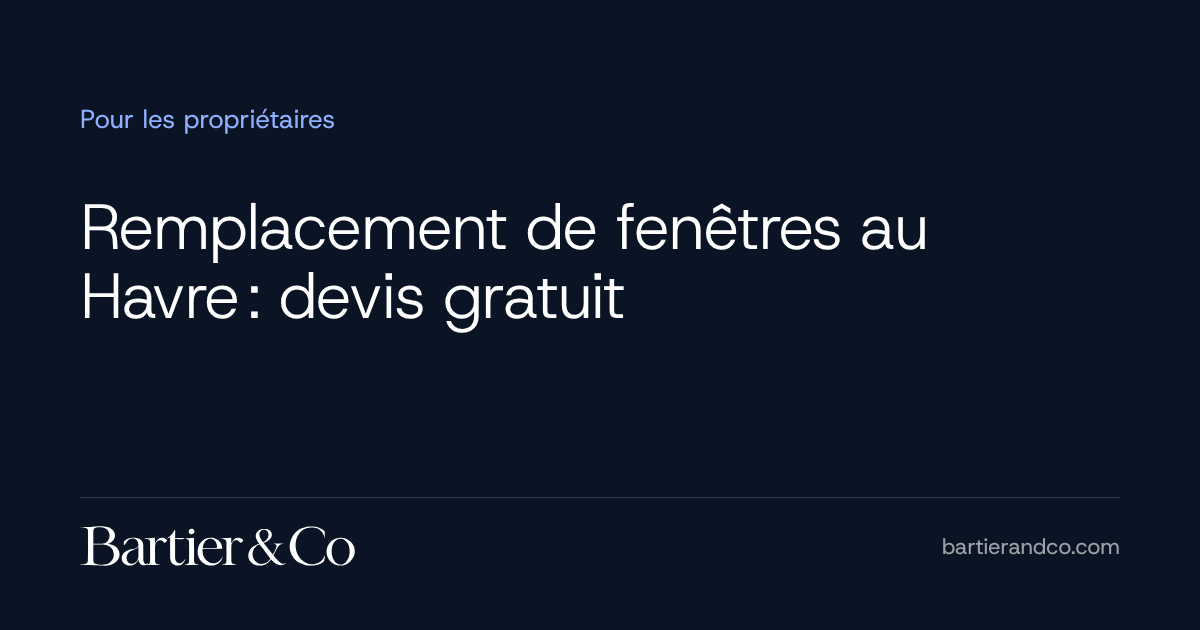 Pour les propriétaires
Remplacement de fenêtres au
Havre : devis gratuit
Bartier & Co
bartierandco.com